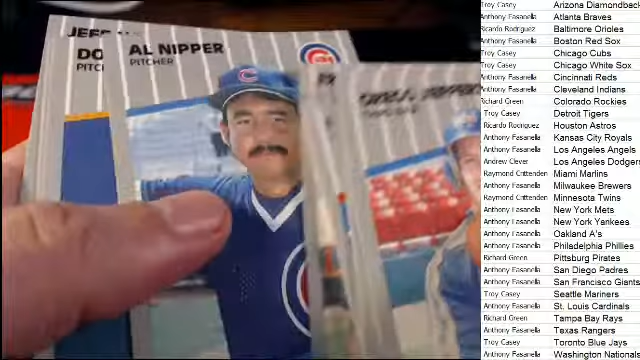 JEFF
DO
PITC
AL NIPPER
PITCHER
C
Troy Casey Arizona Diamondback
Anthony Fasanella Atlanta Braves
Ricardo Rodriguez Baltimore Orioles
Anthony Fasanella Boston Red Sox
Troy Casey Chicago Cubs
Troy Casey Chicago White Sox
Anthony Fasanella Cincinnati Reds
Anthony Fasanella Cleveland Indians
Richard Green Colorado Rockies
Troy Casey Detroit Tigers
Ricardo Rodriguez Houston Astros
Anthony Fasanella Kansas City Royals
Anthony Fasanella Los Angeles Angels
Andrew Clever Los Angeles Dodgers
Raymond Crittenden Miami Marlins
Anthony Fasanella Milwaukee Brewers
Raymond Crittenden Minnesota Twins
Anthony Fasanella New York Mets
Anthony Fasanella New York Yankees
Anthony Fasanella Oakland A's
Anthony Fasanella Philadelphia Phillies
Richard Green Pittsburg Pirates
Anthony Fasanella San Diego Padres
Anthony Fasanella San Francisco Giants
Troy Casey Seattle Mariners
Anthony Fasanella St. Louis Cardinals
Richard Green Tampa Bay Rays
Anthony Fasanella Texas Rangers
Troy Casey Toronto Blue Jays
Anthony Fasanella Washington Nationals